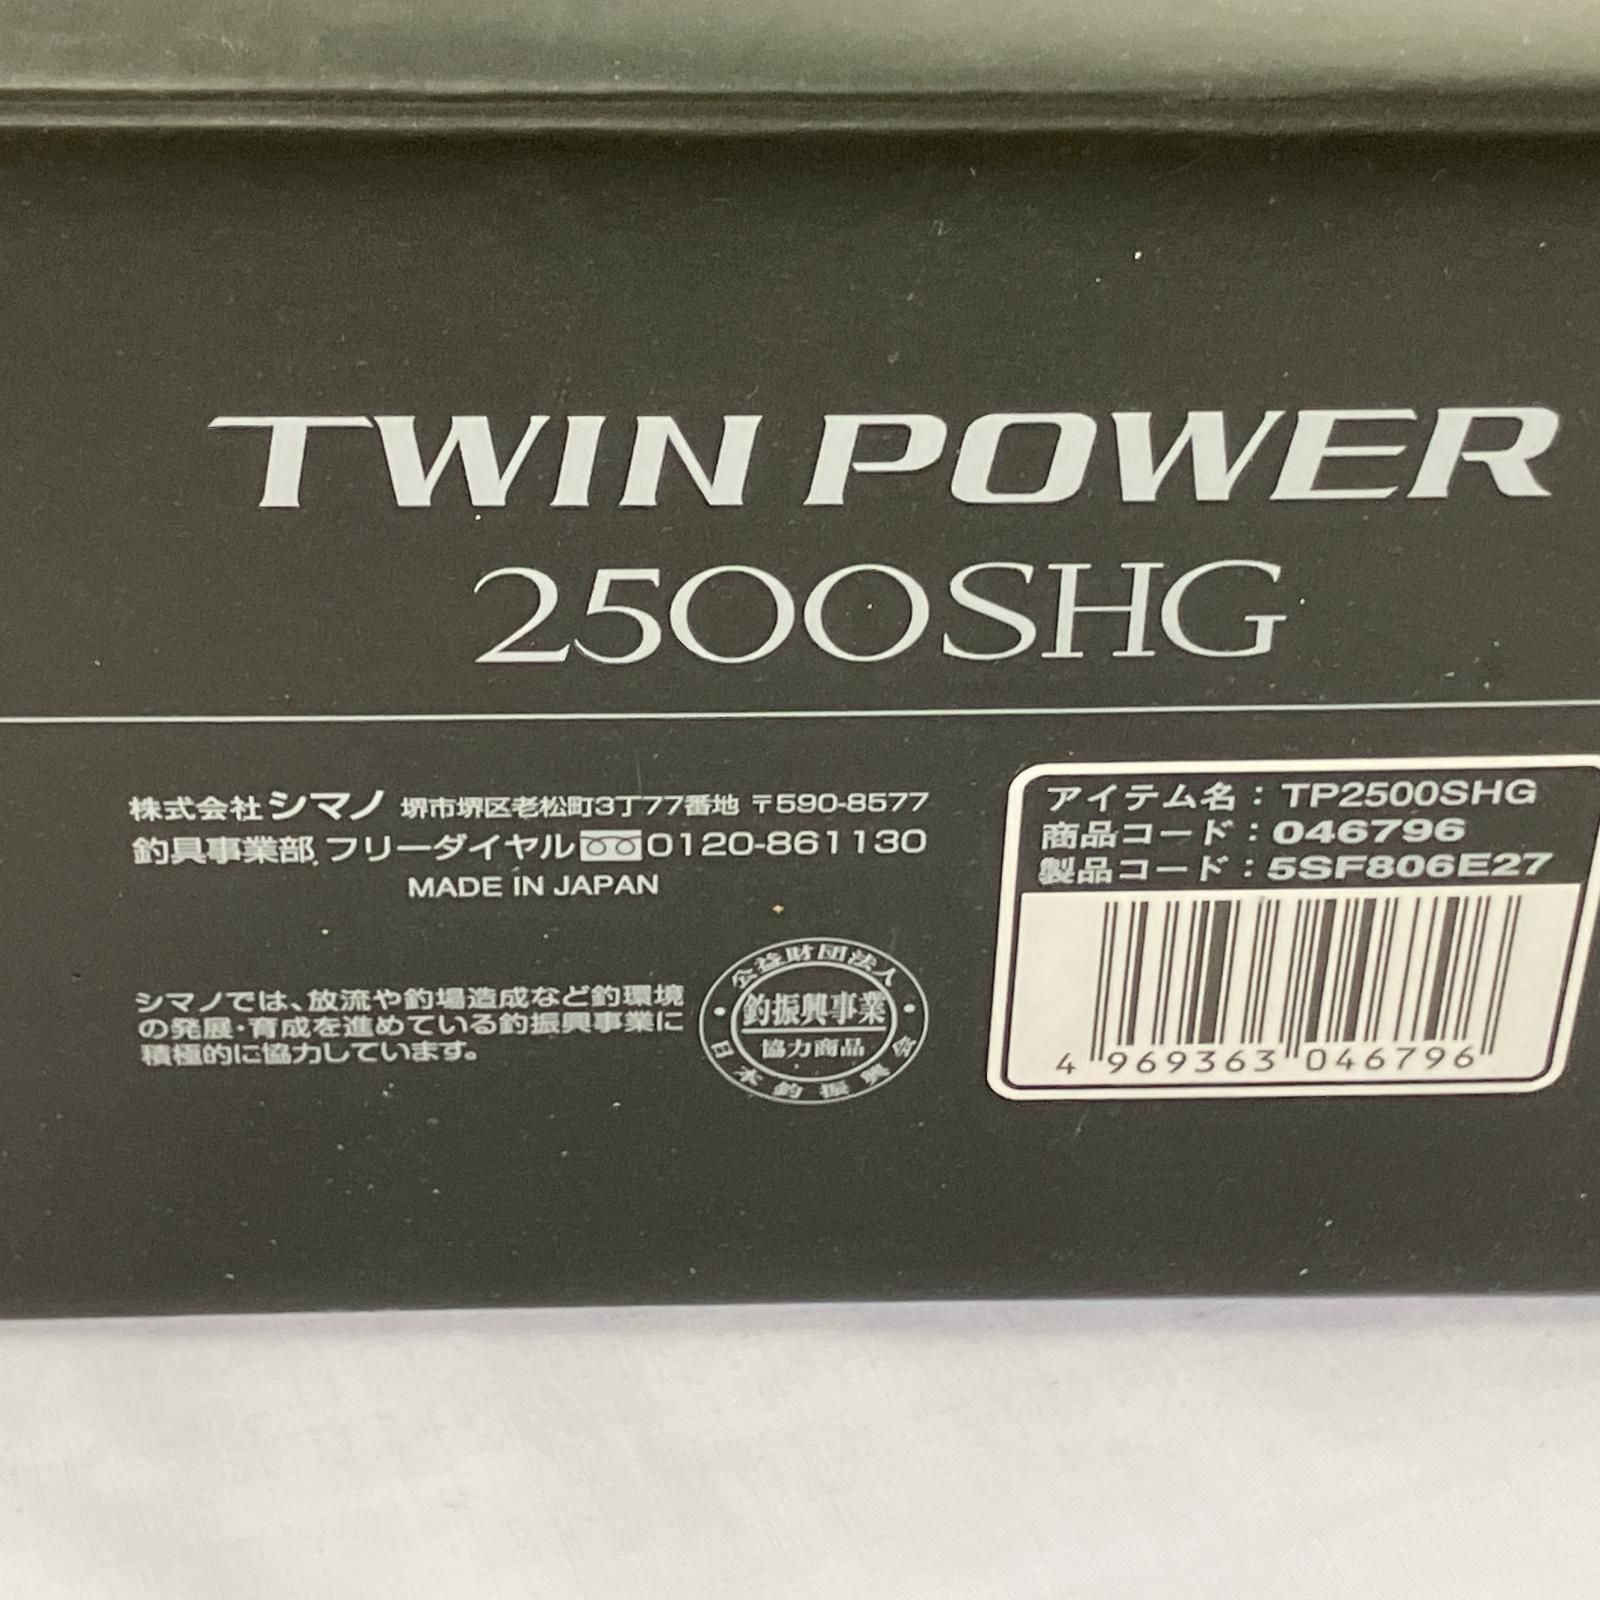 TWIN POWER
2500SHG
株式会社シマノ 堺市堺区老松町3丁77番地 〒590-8577
釣具事業部 フリーダイヤル 0120-861130
MADE IN JAPAN
シマノでは、放流や釣場造成など釣環境
の発展・育成を進めている釣振興事業に
積極的に協力しています。
公益財団法人
釣振興事業
協力商品
日本釣振興会
アイテム名：TP2500SHG
商品コード：046796
製品コード：5SF806E27
4 969363 046796